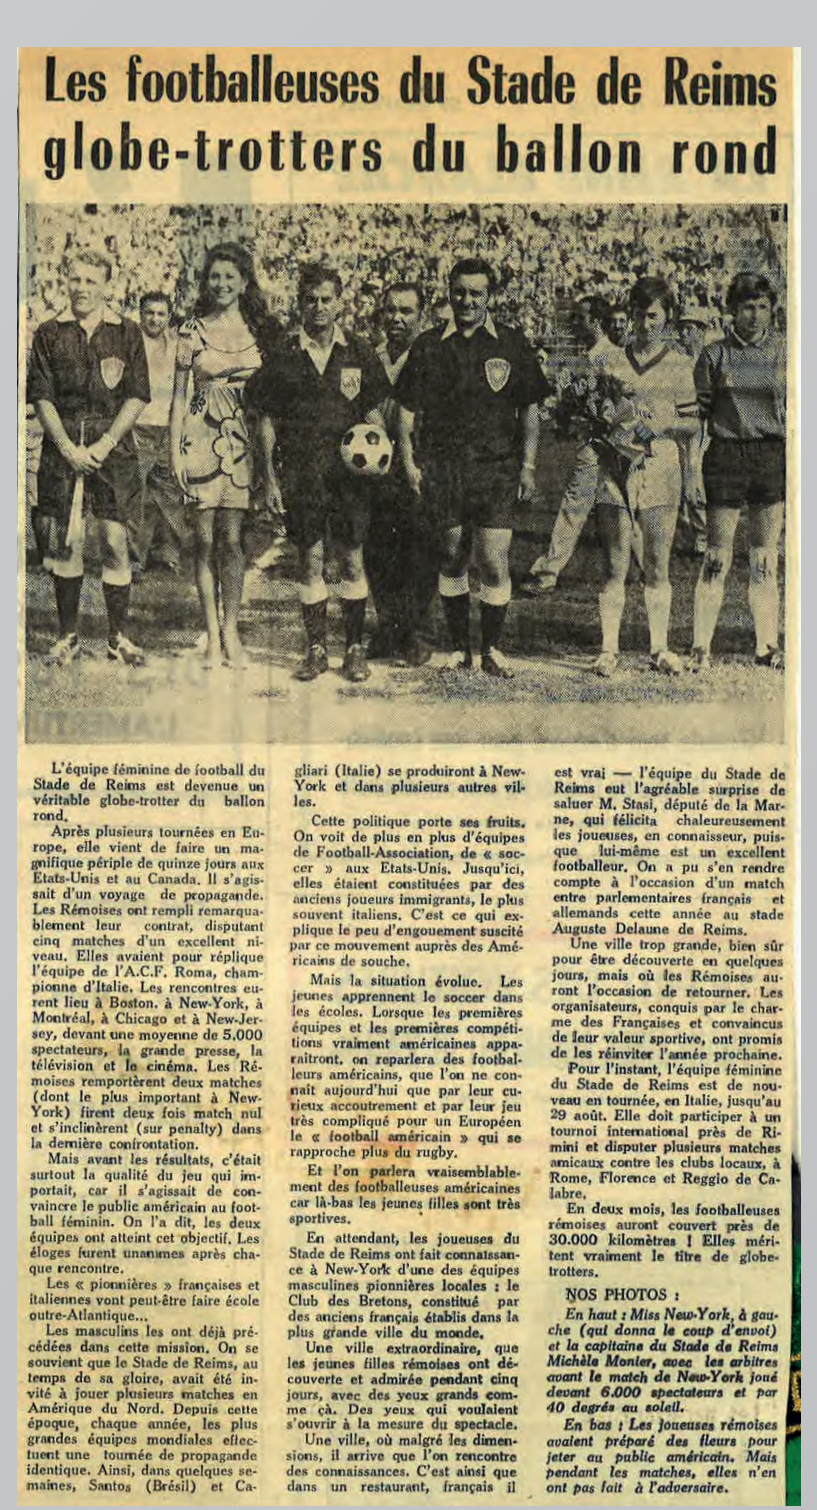 Les footballeuses du Stade de Reims
globe-trotters du ballon rond
L'équipe féminine de football du
Stade de Reims est devenue un
véritable globe-trotter du ballon
rond.
Après plusieurs tournées en Eu-
rope, elle vient de faire un ma-
gnifique périple de quinze jours aux
Etats-Unis et au Canada. Il s'agis-
sait d'un voyage de propagande.
Les Rémoises ont rempli remarqua-
blement leur contrat, disputant
cinq matches d'un excellent ni-
veau. Elles avaient pour réplique
l'équipe de l'A.C.F. Roma, cham-
pionne d'Italie. Les rencontres eu-
rent lieu à Boston. à New-York, à
Montréal, à Chicago et à New-Jer-
sey, devant une moyenne de 5.000
spectateurs, la grande presse, la
télévision et le cinéma. Les Ré-
moises remportèrent deux matches
(dont le plus important à New-
York) firent deux fois match nul
et s'inclinèrent (sur penalty) dans
la dernière confrontation.
Mais avant les résultats, c'était
surtout la qualité du jeu qui im-
portait, car il s'agissait de con-
vaincre le public américain au foot-
ball féminin. On l'a dit, les deux
équipes ont atteint cet objectif. Les
éloges furent unanimes après cha-
que rencontre.
Les « pionnières » françaises et
italiennes vont peut-être faire école
outre-Atlantique...
Les masculins les ont déjà pré-
cédées dans cette mission. On se
souvient que le Stade de Reims, au
temps de sa gloire, avait été in-
vité à jouer plusieurs matches en
Amérique du Nord. Depuis cette
époque, chaque année, les plus
grandes équipes mondiales effec-
tuent une tournée de propagande
identique. Ainsi, dans quelques se-
maines, Santos (Brésil) et Ca-
gliari (Italie) se produiront à New-
York et dans plusieurs autres vil-
les.
Cette politique porte ses fruits.
On voit de plus en plus d'équipes
de Football-Association, de « soc-
cer » aux Etats-Unis. Jusqu'ici,
elles étaient constituées par des
anciens joueurs immigrants, le plus
souvent italiens. C'est ce qui ex-
plique le peu d'engouement suscité
par ce mouvement auprès des Amé-
ricains de souche.
Mais la situation évolue. Les
jeunes apprennent le soccer dans
les écoles. Lorsque les premières
équipes et les premières compéti-
tions vraiment américaines appa-
raîtront, on reparlera des footbal-
leurs américains, que l'on ne con-
naît aujourd'hui que par leur cu-
rieux accoutrement et par leur jeu
très compliqué pour un Européen
le « football américain » qui se
rapproche plus du rugby.
Et l'on parlera vraisemblable-
ment des footballeuses américaines
car là-bas les jeunes filles sont très
sportives.
En attendant, les joueuses du
Stade de Reims ont fait connaissan-
ce à New-York d'une des équipes
masculines pionnières locales : le
Club des Bretons, constitué par
des anciens français établis dans la
plus grande ville du monde.
Une ville extraordinaire, que
les jeunes filles rémoises ont dé-
couverte et admirée pendant cinq
jours, avec des yeux grands com-
me çà. Des yeux qui voulaient
s'ouvrir à la mesure du spectacle.
Une ville, où malgré les dimen-
sions, il arrive que l'on rencontre
des connaissances. C'est ainsi que
dans un restaurant, français il
est vrai — l'équipe du Stade de
Reims eut l'agréable surprise de
saluer M. Stasi, député de la Mar-
ne, qui félicita chaleureusement
les joueuses, en connaisseur, puis-
que lui-même est un excellent
footballeur. On a pu s'en rendre
compte à l'occasion d'un match
entre parlementaires français et
allemands cette année au stade
Auguste Delaune de Reims.
Une ville trop grande, bien sûr
pour être découverte en quelques
jours, mais où les Rémoises au-
ront l'occasion de retourner. Les
organisateurs, conquis par le char-
me des Françaises et convaincus
de leur valeur sportive, ont promis
de les réinviter l'année prochaine.
Pour l'instant, l'équipe féminine
du Stade de Reims est de nou-
veau en tournée, en Italie, jusqu'au
29 août. Elle doit participer à un
tournoi international près de Ri-
mini et disputer plusieurs matches
amicaux contre les clubs locaux, à
Rome, Florence et Reggio de Ca-
labre.
En deux mois, les footballeuses
rémoises auront couvert près de
30.000 kilomètres ! Elles méri-
tent vraiment le titre de globe-
trotters.
NOS PHOTOS :
En haut : Miss New-York, à gau-
che (qui donna le coup d'envoi)
et la capitaine du Stade de Reims
Michèle Monier, avec les arbitres
avant le match de New-York joué
devant 6.000 spectateurs et par
40 degrés au soleil.
En bas : Les joueuses rémoises
avaient préparé des fleurs pour
jeter au public américain. Mais
pendant les matches, elles n'en
ont pas fait à l'adversaire.